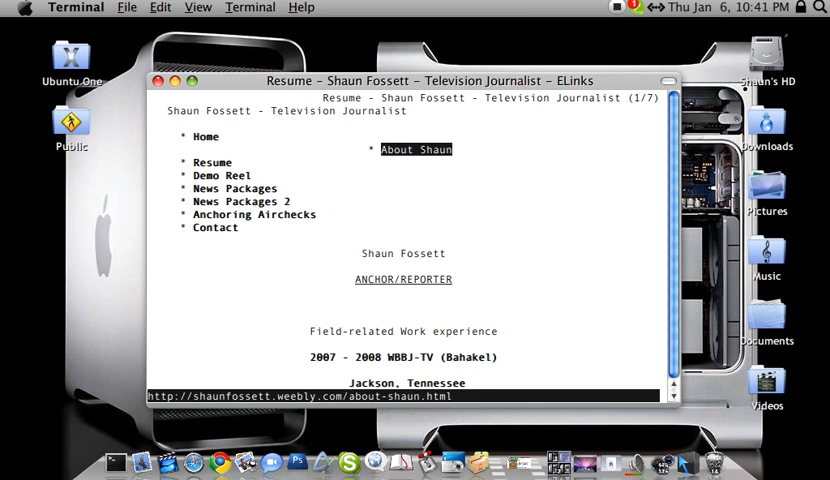 Terminal File Edit View Terminal Help
1 Thu Jan 6, 10:41 PM
Ubuntu One
Public
Resume – Shaun Fossett – Television Journalist – ELinks
Resume - Shaun Fossett - Television Journalist (1/7)
Shaun Fossett - Television Journalist
* Home
* About Shaun
* Resume
* Demo Reel
* News Packages
* News Packages 2
* Anchoring Airchecks
* Contact
Shaun Fossett
ANCHOR/REPORTER
Field-related Work experience
2007 - 2008 WBBJ-TV (Bahakel)
Jackson, Tennessee
http://shaunfossett.weebly.com/about-shaun.html
Shaun's HD
Downloads
Pictures
Music
Documents
Videos
Ps
S